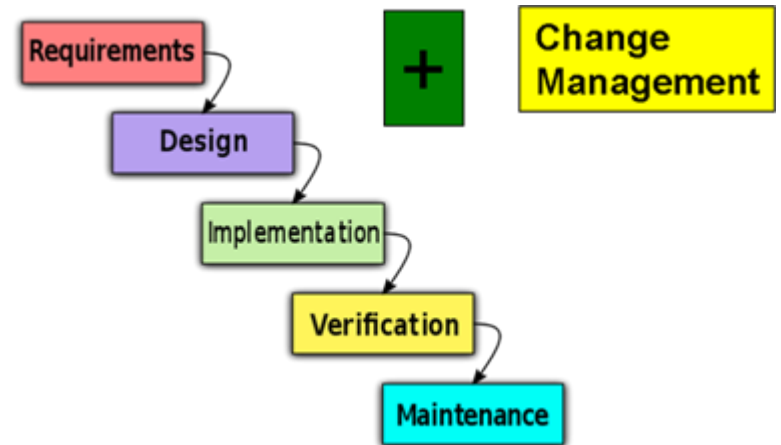 Requirements
+
Change
Management
Design
Implementation
Verification
Maintenance